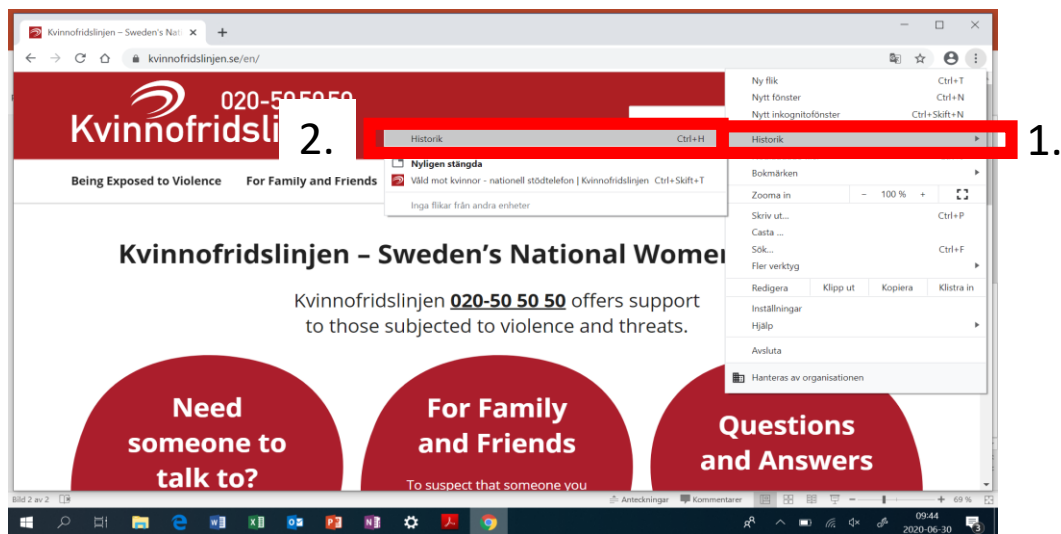 Kvinnofridslinjen – Sweden's Nati
kvinnofridslinjen.se/en/
020-50 50 50
Kvinnofridsli
2.
1.
Being Exposed to Violence
For Family and Friends
Historik Ctrl+H
Nyligen stängda
Våld mot kvinnor - nationell stödtelefon | Kvinnofridslinjen Ctrl+Skift+T
Inga flikar från andra enheter
Ny flik Ctrl+T
Nytt fönster Ctrl+N
Nytt inkognitofönster Ctrl+Skift+N
Historik
Bokmärken
Zooma in - 100 % +
Skriv ut... Ctrl+P
Casta ...
Sök... Ctrl+F
Fler verktyg
Redigera Klipp ut Kopiera Klistra in
Inställningar
Hjälp
Avsluta
Hanteras av organisationen
Kvinnofridslinjen – Sweden's National Women
Kvinnofridslinjen 020-50 50 50 offers support
to those subjected to violence and threats.
Need
someone to
talk to?
For Family
and Friends
To suspect that someone you
Questions
and Answers
Bild 2 av 2
Anteckningar
Kommentarer
69 %
09:44
2020-06-30
3